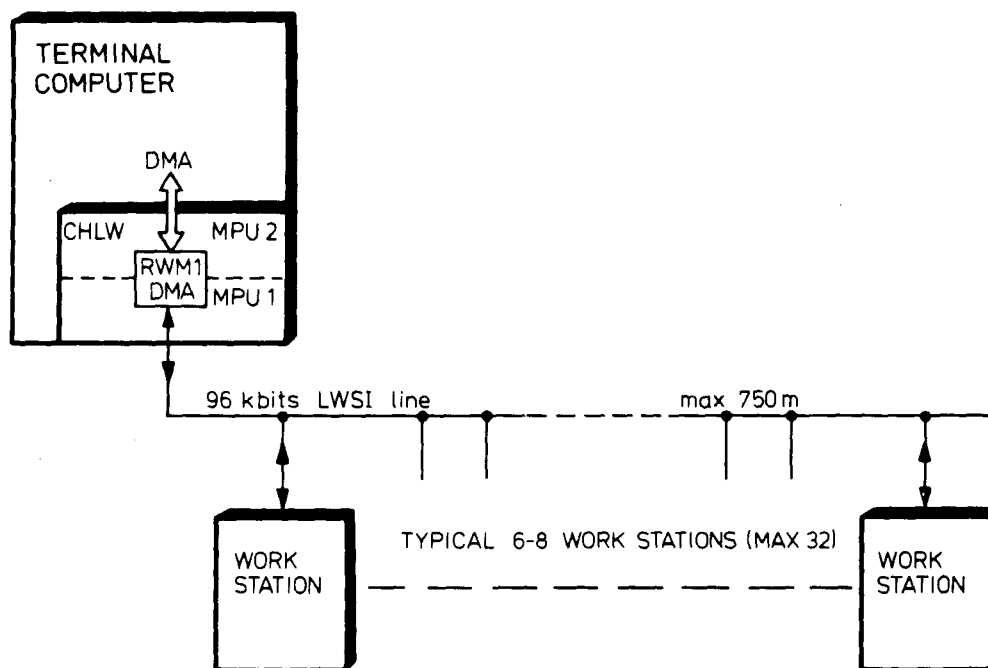 TERMINAL
COMPUTER
DMA
CHLW MPU 2
RWM1
DMA MPU 1
96 kbits LWSI line max 750 m
TYPICAL 6-8 WORK STATIONS (MAX 32)
WORK
STATION
WORK
STATION